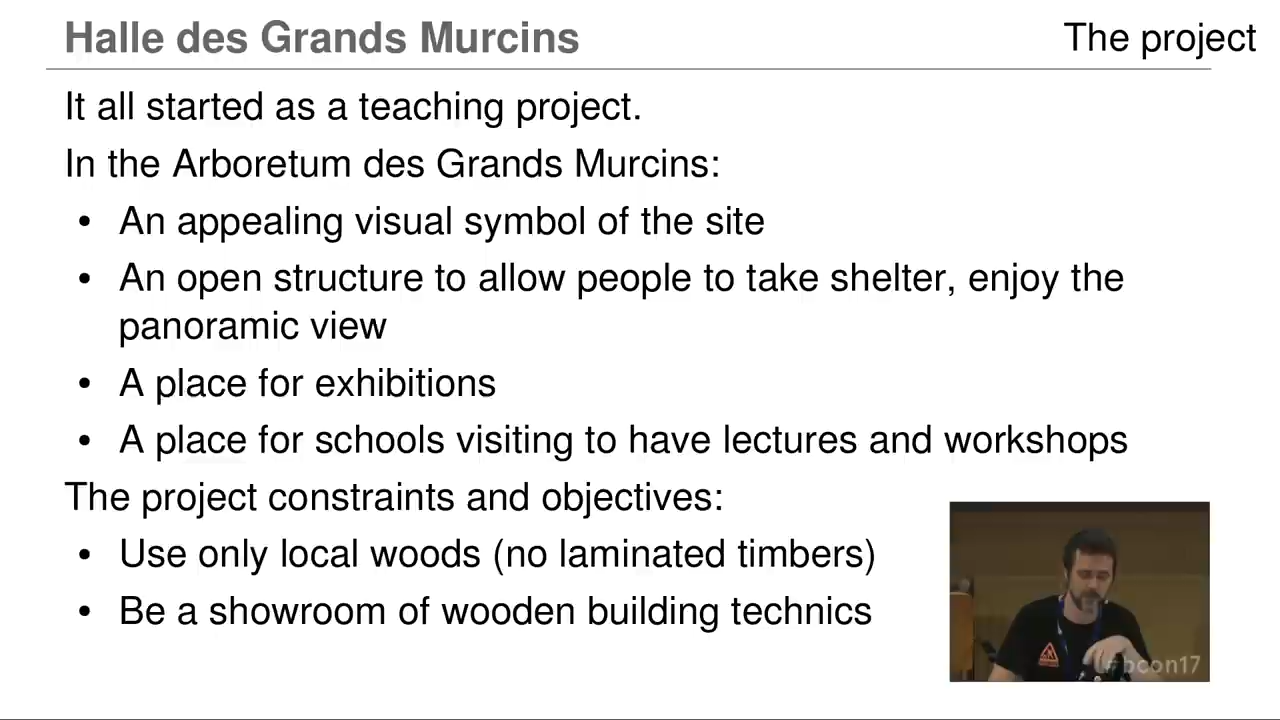 Halle des Grands Murcins
The project
It all started as a teaching project.
In the Arboretum des Grands Murcins:
• An appealing visual symbol of the site
• An open structure to allow people to take shelter, enjoy the
panoramic view
• A place for exhibitions
• A place for schools visiting to have lectures and workshops
The project constraints and objectives:
• Use only local woods (no laminated timbers)
• Be a showroom of wooden building technics
#bcon17